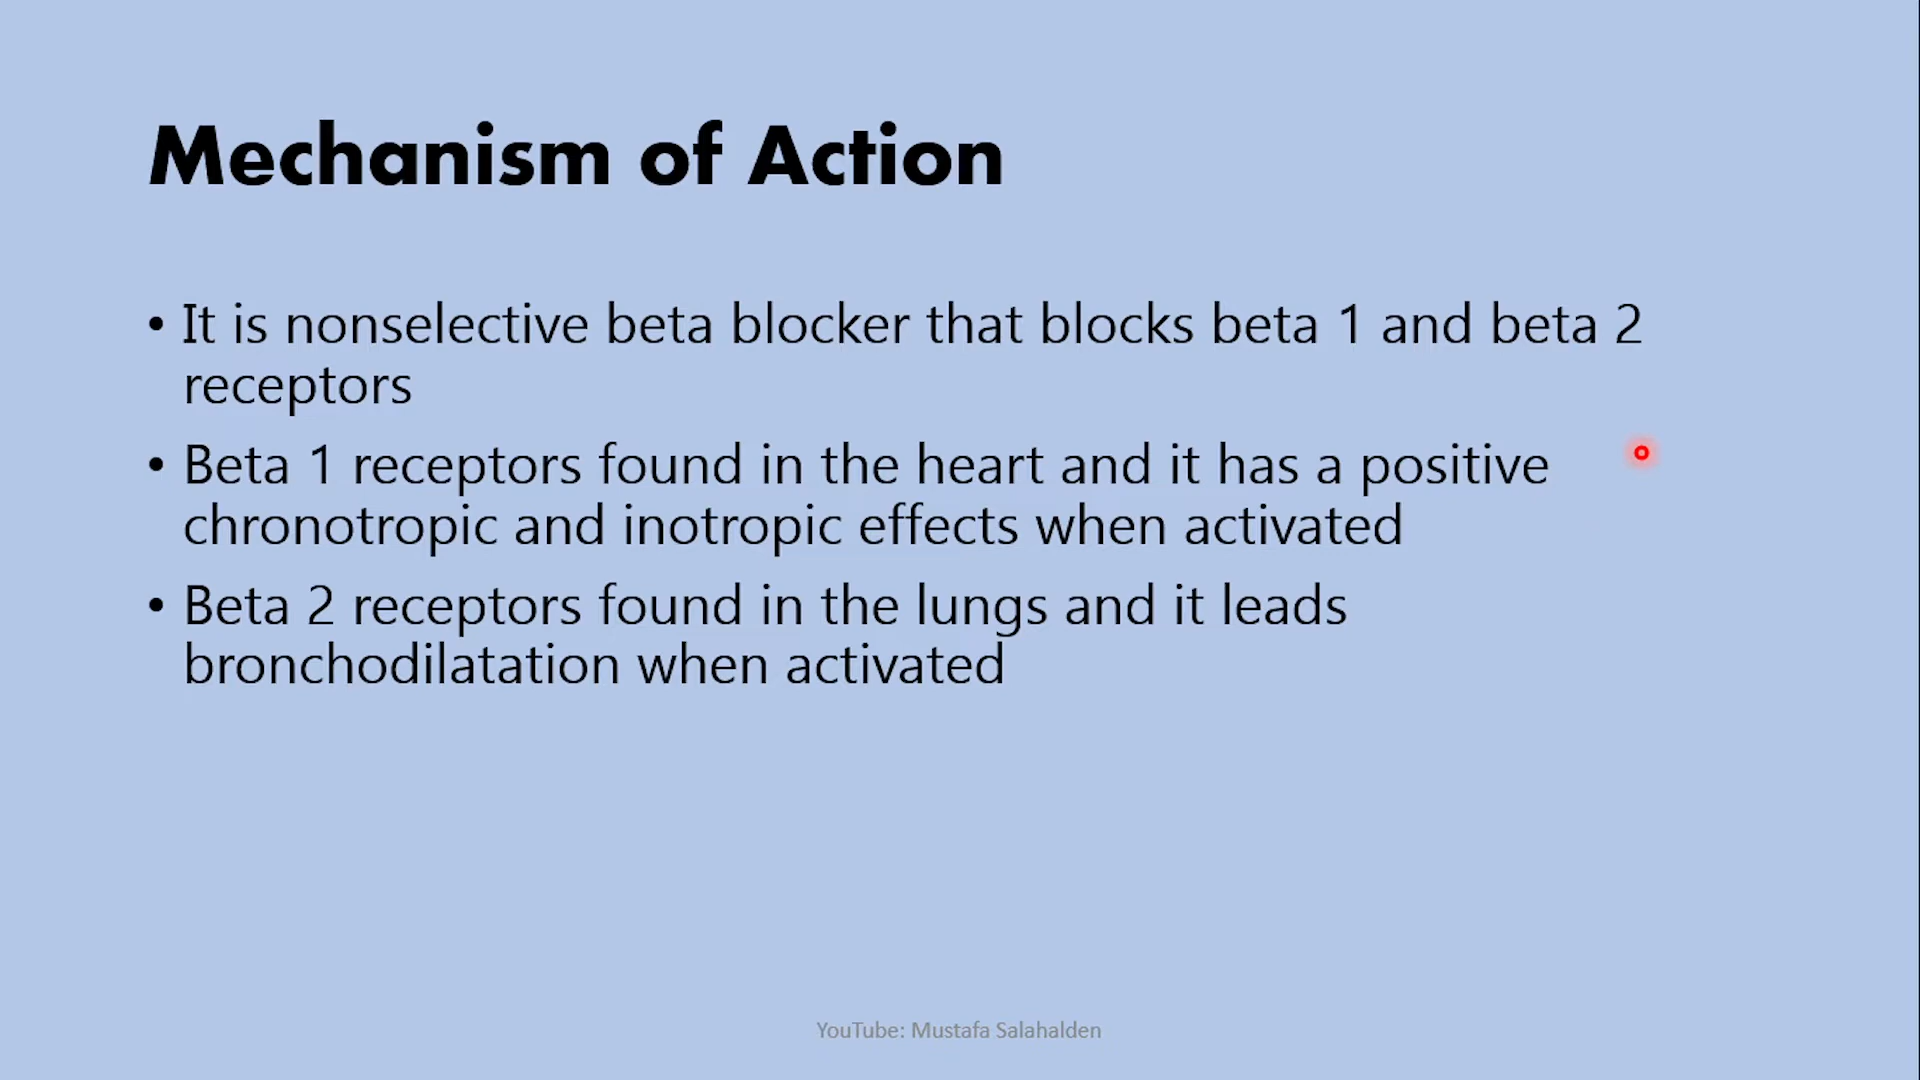 Mechanism of Action
• It is nonselective beta blocker that blocks beta 1 and beta 2
receptors
• Beta 1 receptors found in the heart and it has a positive
chronotropic and inotropic effects when activated
• Beta 2 receptors found in the lungs and it leads
bronchodilatation when activated
YouTube: Mustafa Salahalden